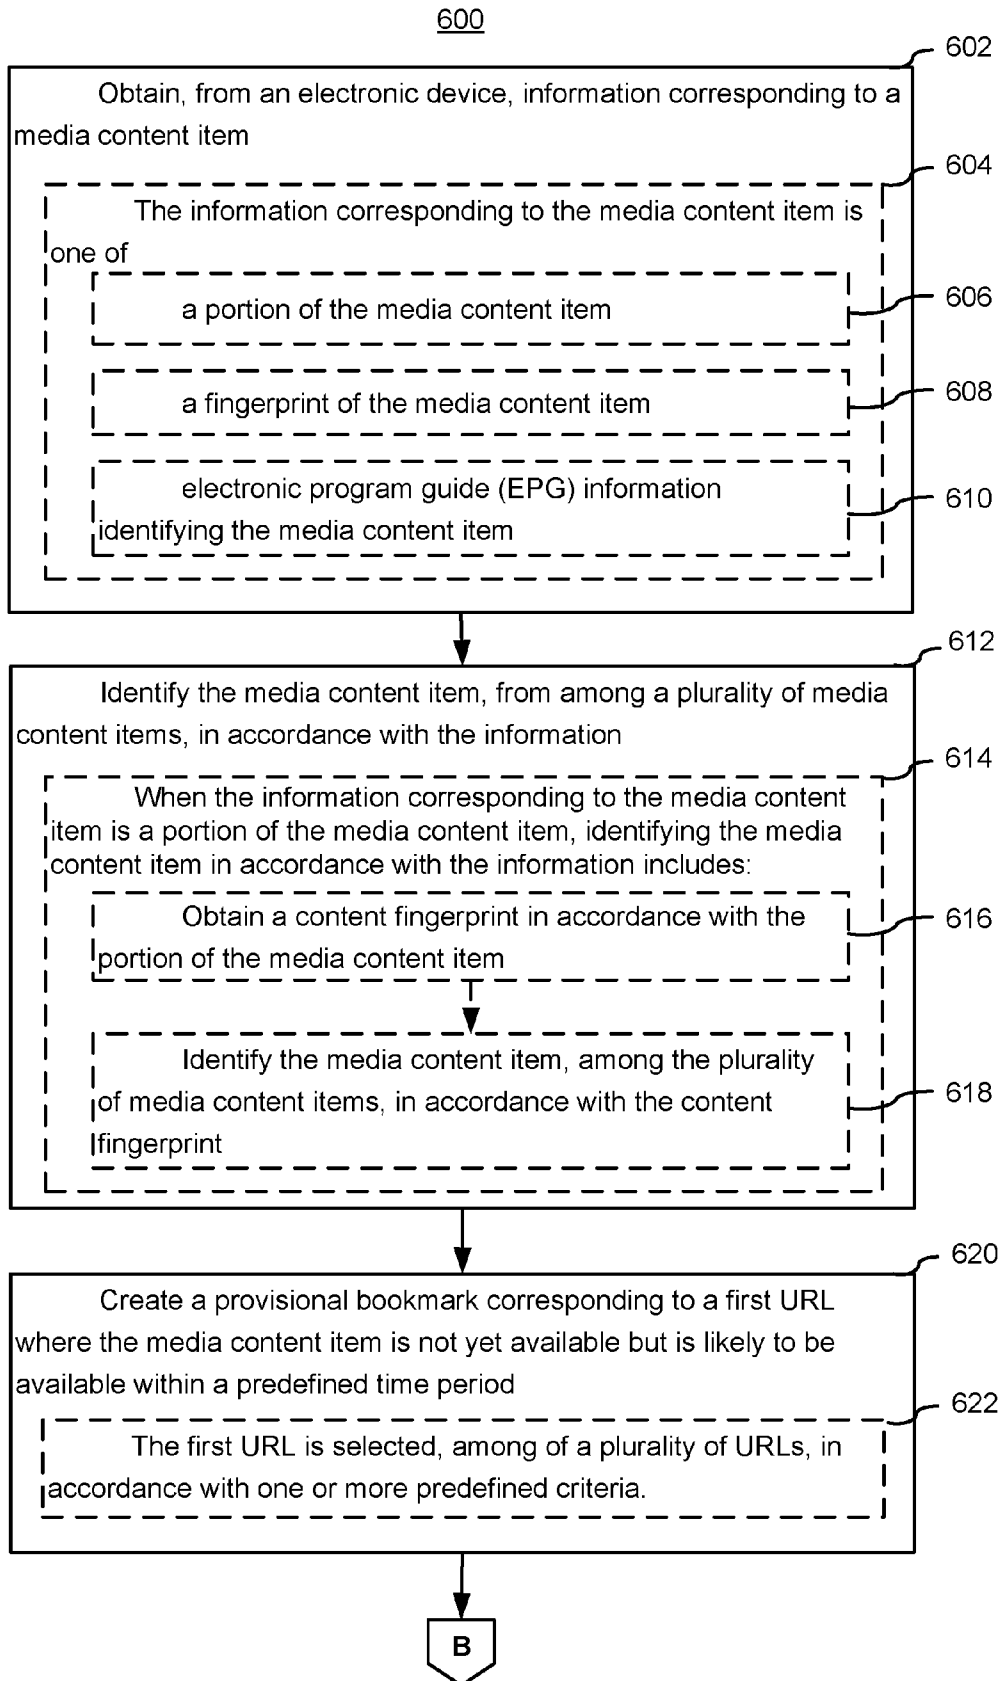 600
602
Obtain, from an electronic device, information corresponding to a
media content item
604
The information corresponding to the media content item is
one of
a portion of the media content item
606
a fingerprint of the media content item
608
electronic program guide (EPG) information
identifying the media content item
610
612
Identify the media content item, from among a plurality of media
content items, in accordance with the information
614
When the information corresponding to the media content
item is a portion of the media content item, identifying the media
content item in accordance with the information includes:
Obtain a content fingerprint in accordance with the
portion of the media content item
616
Identify the media content item, among the plurality
of media content items, in accordance with the content
fingerprint
618
620
Create a provisional bookmark corresponding to a first URL
where the media content item is not yet available but is likely to be
available within a predefined time period
622
The first URL is selected, among of a plurality of URLs, in
accordance with one or more predefined criteria.
B